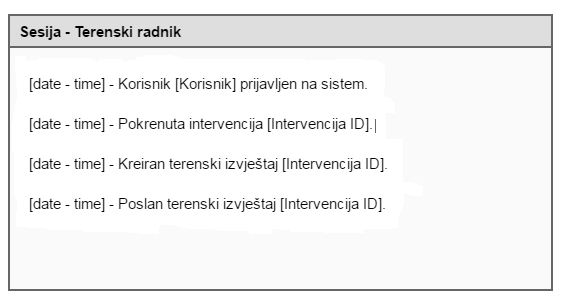 Sesija - Terenski radnik
[date - time] - Korisnik [Korisnik] prijavljen na sistem.
[date - time] - Pokrenuta intervencija [Intervencija ID].
[date - time] - Kreiran terenski izvještaj [Intervencija ID].
[date - time] - Poslan terenski izvještaj [Intervencija ID].